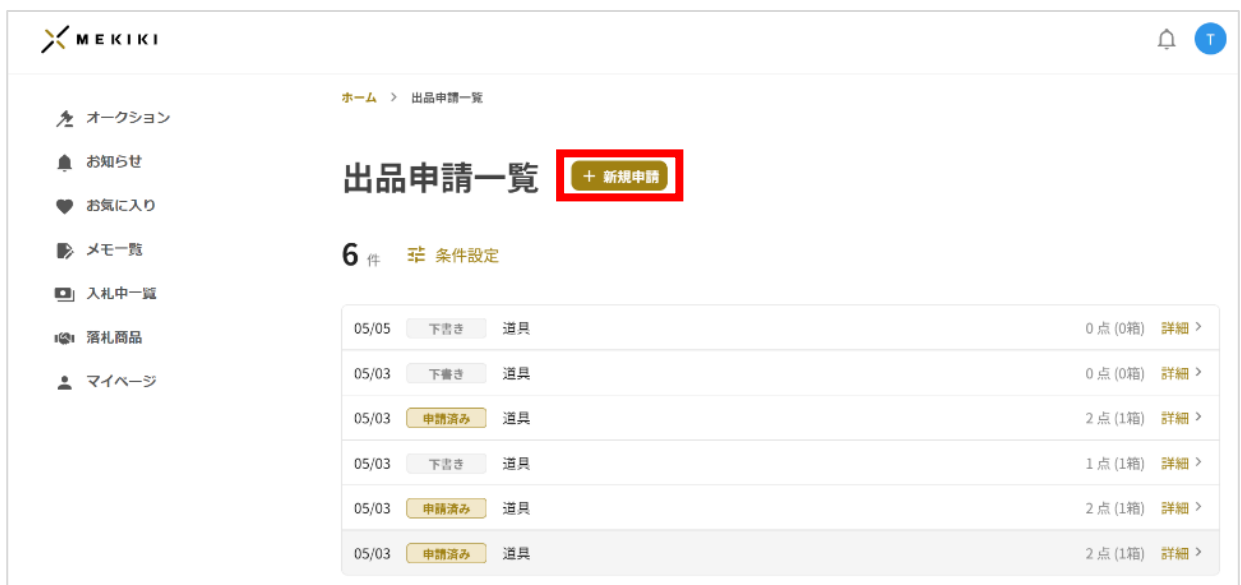 MEKIKI
T
ホーム > 出品申請一覧
オークション
お知らせ
お気に入り
メモ一覧
入札中一覧
落札商品
マイページ
出品申請一覧 + 新規申請
6 件 条件設定
05/05 下書き 道具 0 点 (0箱) 詳細 >
05/03 下書き 道具 0 点 (0箱) 詳細 >
05/03 申請済み 道具 2 点 (1箱) 詳細 >
05/03 下書き 道具 1 点 (1箱) 詳細 >
05/03 申請済み 道具 2 点 (1箱) 詳細 >
05/03 申請済み 道具 2 点 (1箱) 詳細 >